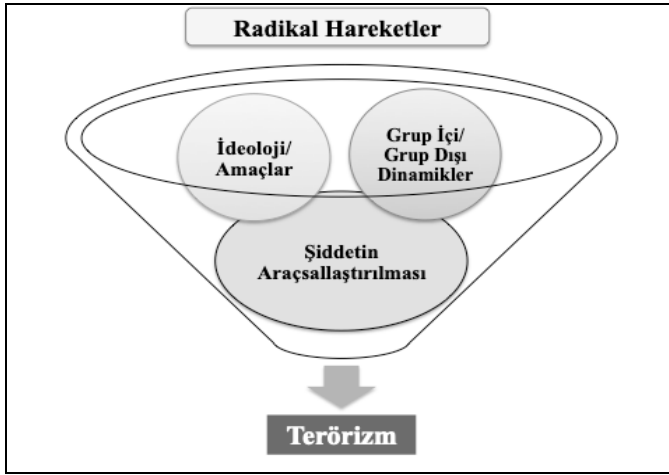 Radikal Hareketler
İdeoloji/
Amaçlar
Grup İçi/
Grup Dışı
Dinamikler
Şiddetin
Araçsallaştırılması
Terörizm